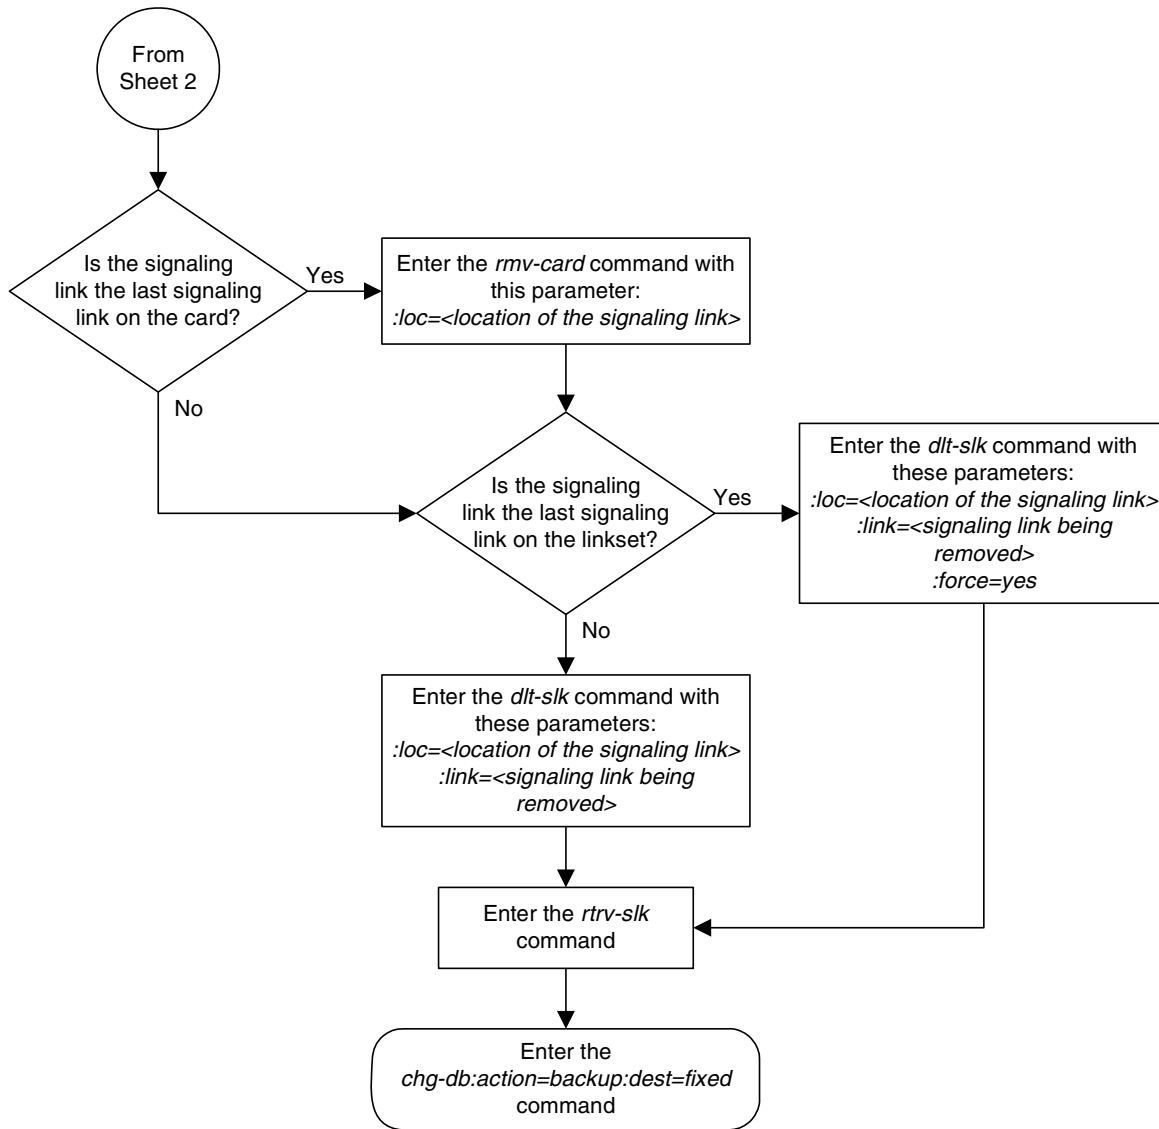 From
Sheet 2
Is the signaling
link the last signaling
link on the card?
Yes
Enter the rmv-card command with
this parameter:
:loc=<location of the signaling link>
No
Is the signaling
link the last signaling
link on the linkset?
Yes
Enter the dlt-slk command with
these parameters:
:loc=<location of the signaling link>
:link=<signaling link being
removed>
:force=yes
No
Enter the dlt-slk command with
these parameters:
:loc=<location of the signaling link>
:link=<signaling link being
removed>
Enter the rtrv-slk
command
Enter the
chg-db:action=backup:dest=fixed
command